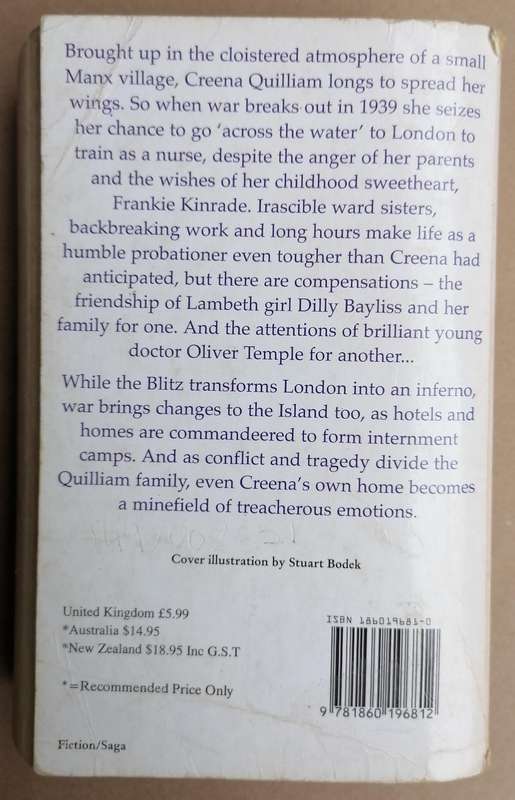 Brought up in the cloistered atmosphere of a small
Manx village, Creena Quilliam longs to spread her
wings. So when war breaks out in 1939 she seizes
her chance to go ‘across the water’ to London to
train as a nurse, despite the anger of her parents
and the wishes of her childhood sweetheart,
Frankie Kinrade. Irascible ward sisters,
backbreaking work and long hours make life as a
humble probationer even tougher than Creena had
anticipated, but there are compensations – the
friendship of Lambeth girl Dilly Bayliss and her
family for one. And the attentions of brilliant young
doctor Oliver Temple for another...
While the Blitz transforms London into an inferno,
war brings changes to the Island too, as hotels and
homes are commandeered to form internment
camps. And as conflict and tragedy divide the
Quilliam family, even Creena’s own home becomes
a minefield of treacherous emotions.
Cover illustration by Stuart Bodek
United Kingdom £5.99
*Australia $14.95
*New Zealand $18.95 Inc G.S.T
*=Recommended Price Only
ISBN 186019681-0
9 781860 196812
Fiction/Saga